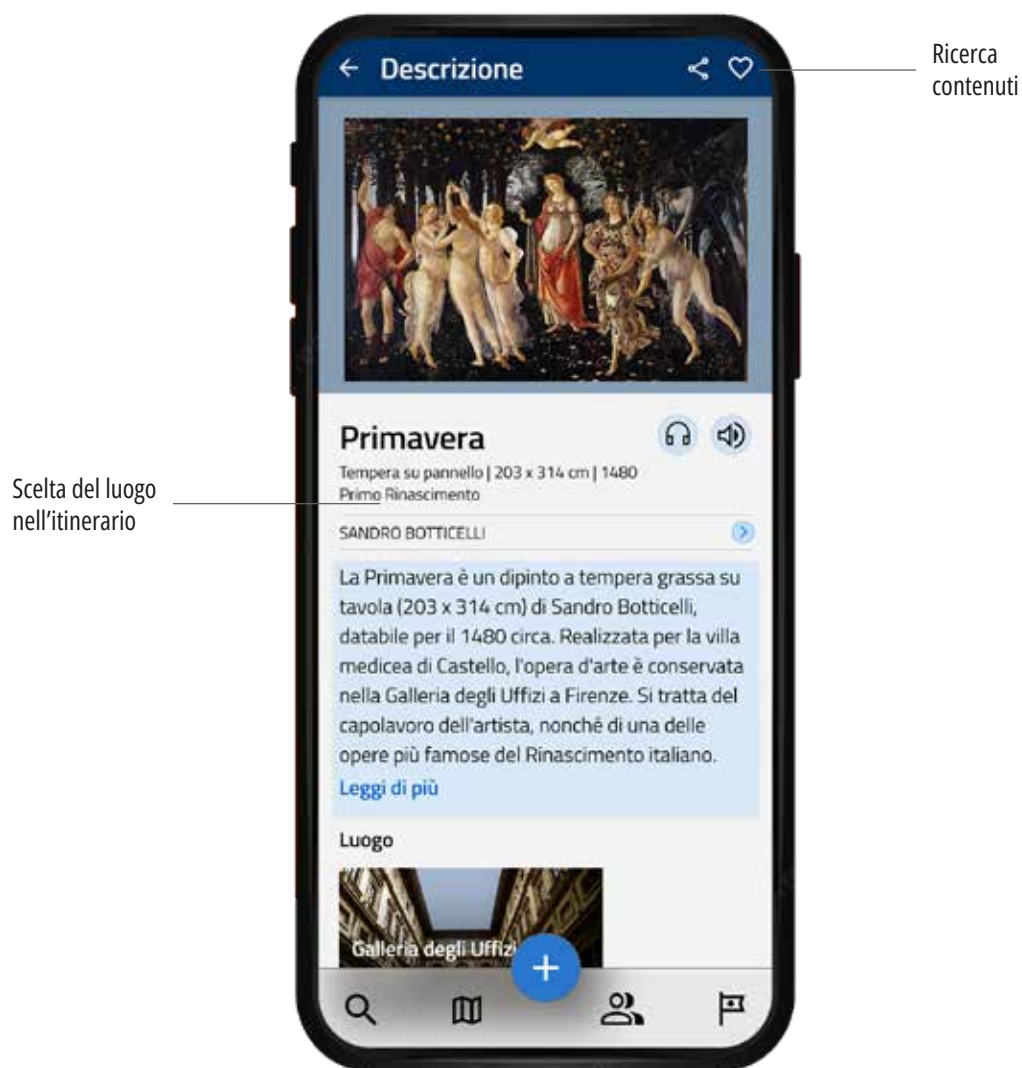 Descrizione
Ricerca
contenuti
Primavera
Tempera su pannello | 203 x 314 cm | 1480
Primo Rinascimento
Scelta del luogo
nell'itinerario
SANDRO BOTTICELLI
La Primavera è un dipinto a tempera grassa su
tavola (203 x 314 cm) di Sandro Botticelli,
databile per il 1480 circa. Realizzata per la villa
medicea di Castello, l'opera d'arte è conservata
nella Galleria degli Uffizi a Firenze. Si tratta del
capolavoro dell'artista, nonché di una delle
opere più famose del Rinascimento italiano.
Leggi di più
Luogo
Galleria degli Uffizi